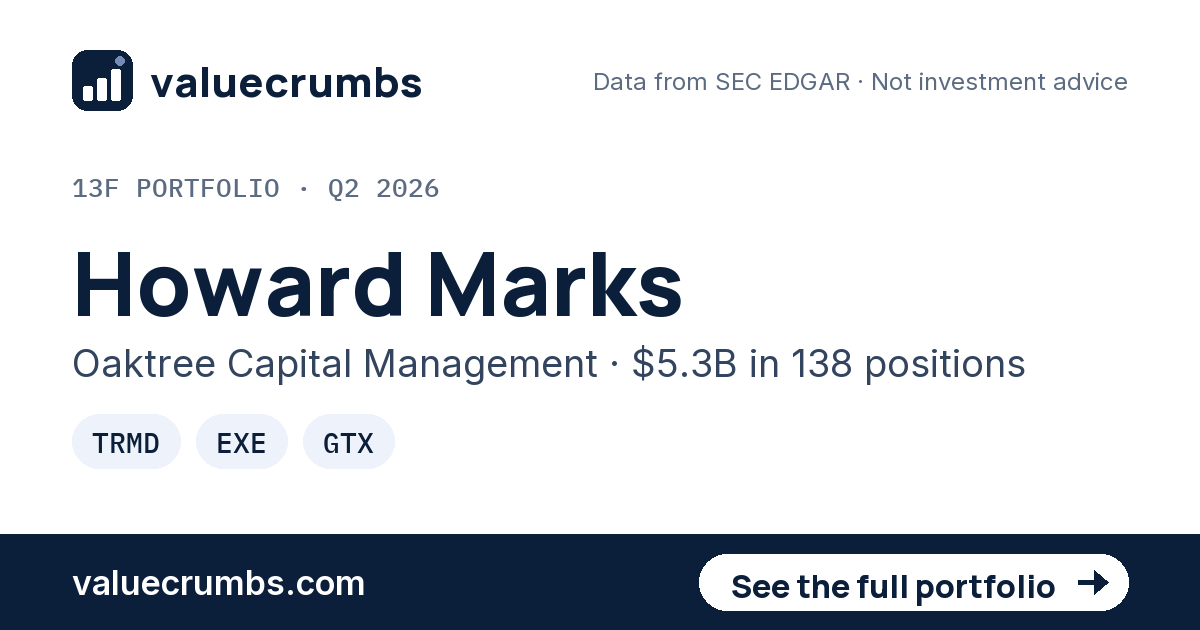 valuecrumbs
Data from SEC EDGAR · Not investment advice
13F PORTFOLIO · Q2 2026
Howard Marks
Oaktree Capital Management · $5.3B in 138 positions
TRMD EXE GTX
valuecrumbs.com
See the full portfolio →